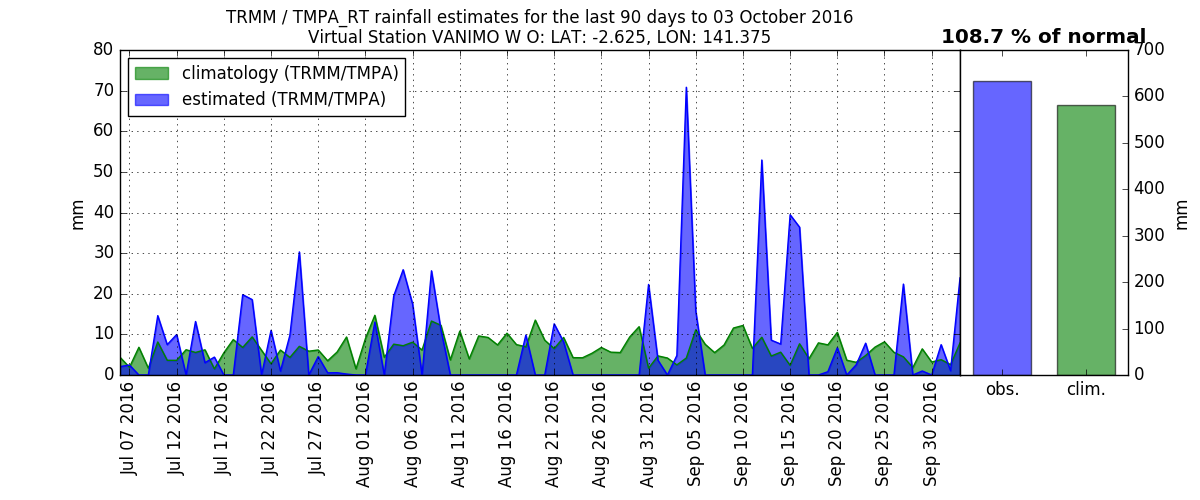 TRMM / TMPA_RT rainfall estimates for the last 90 days to 03 October 2016
Virtual Station VANIMO W O: LAT: -2.625, LON: 141.375
108.7 % of normal
climatology (TRMM/TMPA)
estimated (TRMM/TMPA)
80
70
60
50
40
30
20
10
0
mm
Jul 07 2016
Jul 12 2016
Jul 17 2016
Jul 22 2016
Jul 27 2016
Aug 01 2016
Aug 06 2016
Aug 11 2016
Aug 16 2016
Aug 21 2016
Aug 26 2016
Aug 31 2016
Sep 05 2016
Sep 10 2016
Sep 15 2016
Sep 20 2016
Sep 25 2016
Sep 30 2016
700
600
500
400
300
200
100
0
mm
obs.
clim.